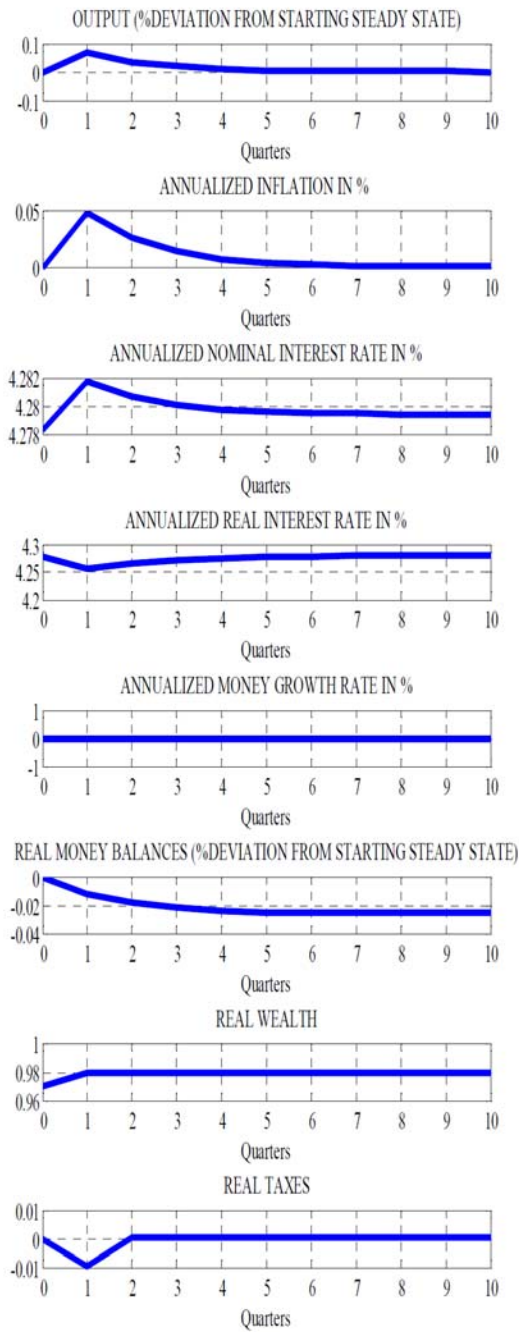 OUTPUT (%DEVIATION FROM STARTING STEADY STATE)
0.1
0
-0.1
0 1 2 3 4 5 6 7 8 9 10
Quarters
ANNUALIZED INFLATION IN %
0.05
0
0 1 2 3 4 5 6 7 8 9 10
Quarters
ANNUALIZED NOMINAL INTEREST RATE IN %
4.282
4.28
4.278
0 1 2 3 4 5 6 7 8 9 10
Quarters
ANNUALIZED REAL INTEREST RATE IN %
4.3
4.25
4.2
0 1 2 3 4 5 6 7 8 9 10
Quarters
ANNUALIZED MONEY GROWTH RATE IN %
1
0
-1
0 1 2 3 4 5 6 7 8 9 10
Quarters
REAL MONEY BALANCES (%DEVIATION FROM STARTING STEADY STATE)
0
-0.02
-0.04
0 1 2 3 4 5 6 7 8 9 10
Quarters
REAL WEALTH
1
0.98
0.96
0 1 2 3 4 5 6 7 8 9 10
Quarters
REAL TAXES
0.01
0
-0.01
0 1 2 3 4 5 6 7 8 9 10
Quarters